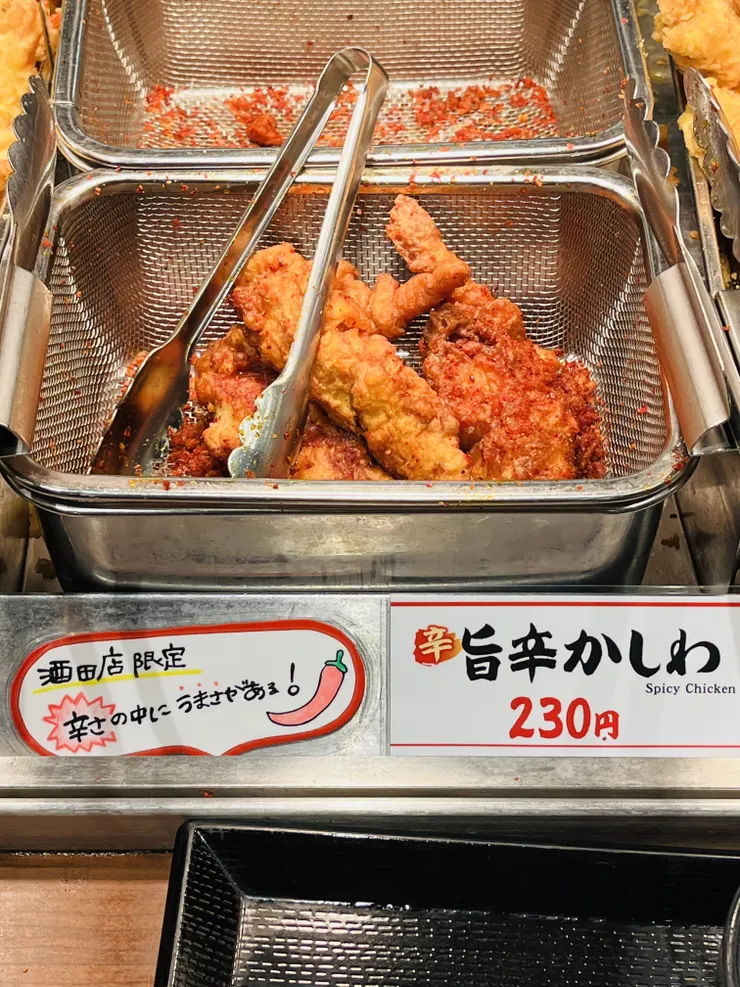 酒田店限定
辛さの中にうまさがある!
辛 旨辛かしわ
Spicy Chicken
230円